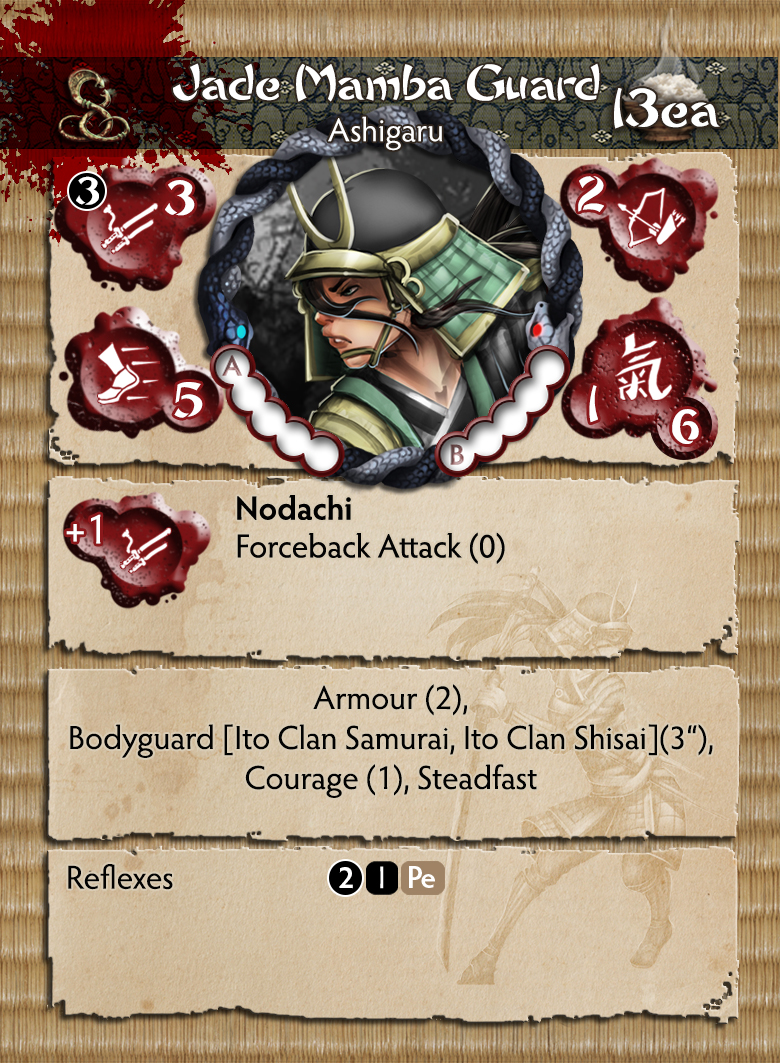 Jade Mamba Guard 13ea
Ashigaru
3 3
2
5
氣
1 6
A
B
+1
Nodachi
Forceback Attack (0)
Armour (2),
Bodyguard [Ito Clan Samurai, Ito Clan Shisai](3“),
Courage (1), Steadfast
Reflexes 2 1 Pe